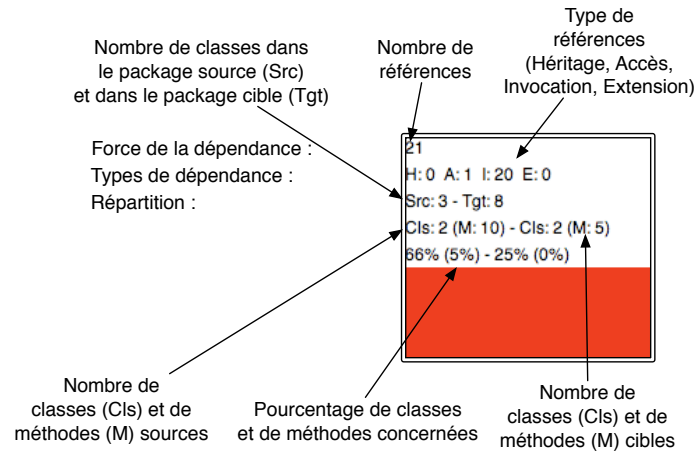 Nombre de classes dans
le package source (Src)
et dans le package cible (Tgt)
Nombre de
références
Type de
références
(Héritage, Accès,
Invocation, Extension)
Force de la dépendance :
Types de dépendance :
Répartition :
21
H: 0 A: 1 I: 20 E: 0
Src: 3 - Tgt: 8
Cls: 2 (M: 10) - Cls: 2 (M: 5)
66% (5%) - 25% (0%)
Nombre de
classes (Cls) et de
méthodes (M) sources
Pourcentage de classes
et de méthodes concernées
Nombre de
classes (Cls) et de
méthodes (M) cibles